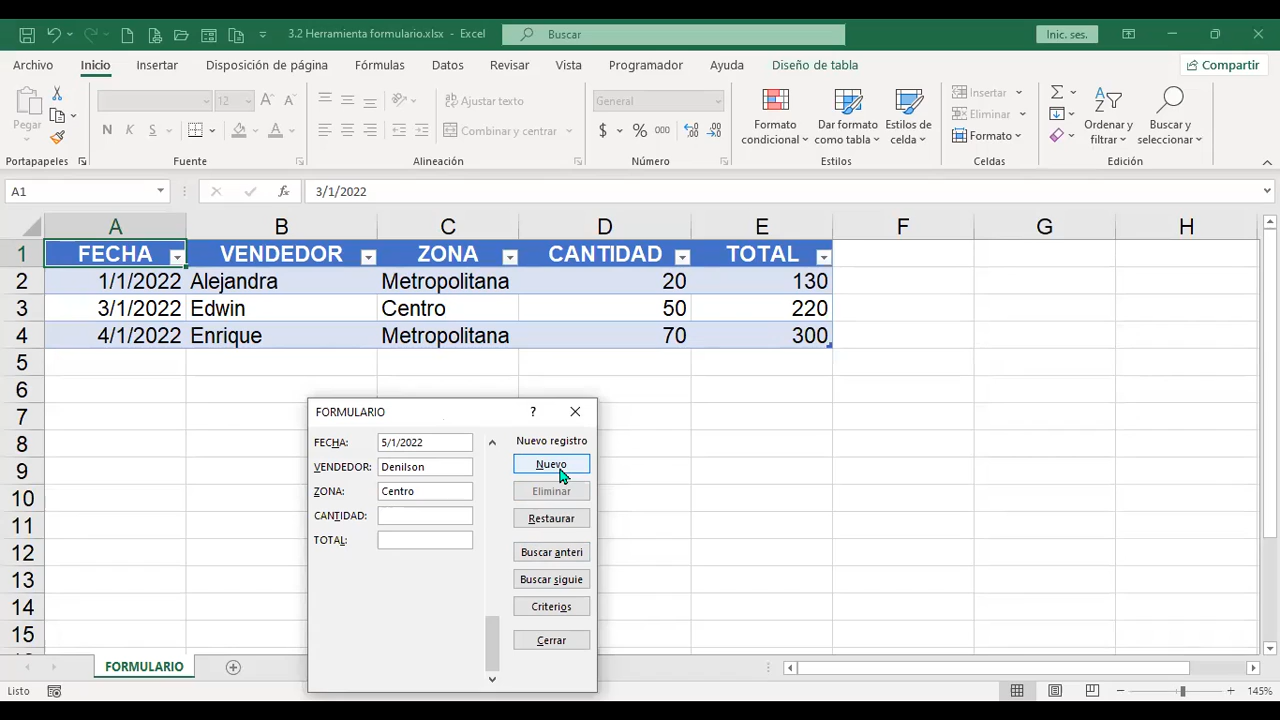 3.2 Herramienta formulario.xlsx - Excel
Buscar
Inic. ses.
Archivo Inicio Insertar Disposición de página Fórmulas Datos Revisar Vista Programador Ayuda Diseño de tabla Compartir
Pegar
Portapapeles
12
N K S
Fuente
Ajustar texto
Combinar y centrar
Alineación
General
$ % 000
Número
Formato condicional
Dar formato como tabla
Estilos de celda
Estilos
Insertar
Eliminar
Formato
Celdas
Ordenar y filtrar
Buscar y seleccionar
Edición
A1
fx
3/1/2022
A B C D E F G H
1 FECHA VENDEDOR ZONA CANTIDAD TOTAL
2 1/1/2022 Alejandra Metropolitana 20 130
3 3/1/2022 Edwin Centro 50 220
4 4/1/2022 Enrique Metropolitana 70 300
5
6
7
8
9
10
11
12
13
14
15
FORMULARIO ?
FECHA: 5/1/2022
VENDEDOR: Denilson
ZONA: Centro
CANTIDAD:
TOTAL:
Nuevo registro
Nuevo
Eliminar
Restaurar
Buscar anteri
Buscar siguie
Criterios
Cerrar
FORMULARIO
Listo
145%